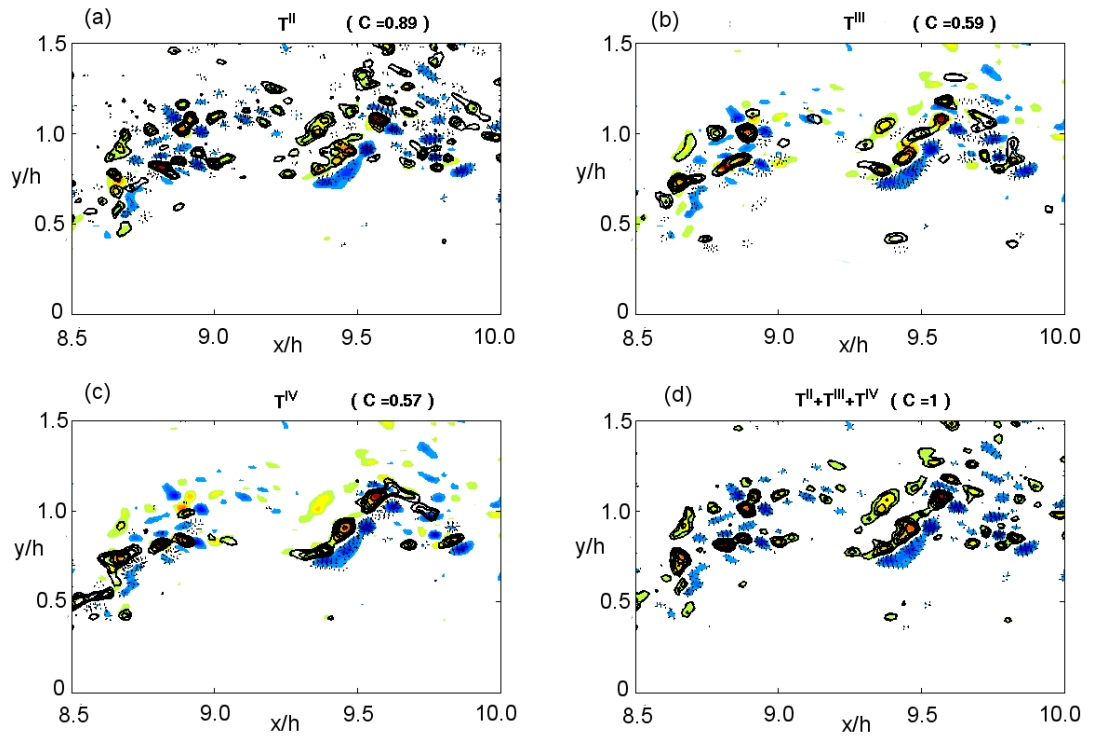 (a) T^II ( C =0.89)
1.5
1.0
y/h
0.5
0
8.5 9.0 9.5 10.0
x/h
(b) T^III ( C =0.59)
1.5
1.0
y/h
0.5
0
8.5 9.0 9.5 10.0
x/h
(c) T^IV ( C =0.57)
1.5
1.0
y/h
0.5
0
8.5 9.0 9.5 10.0
x/h
(d) T^II+T^III+T^IV ( C =1)
1.5
1.0
y/h
0.5
0
8.5 9.0 9.5 10.0
x/h